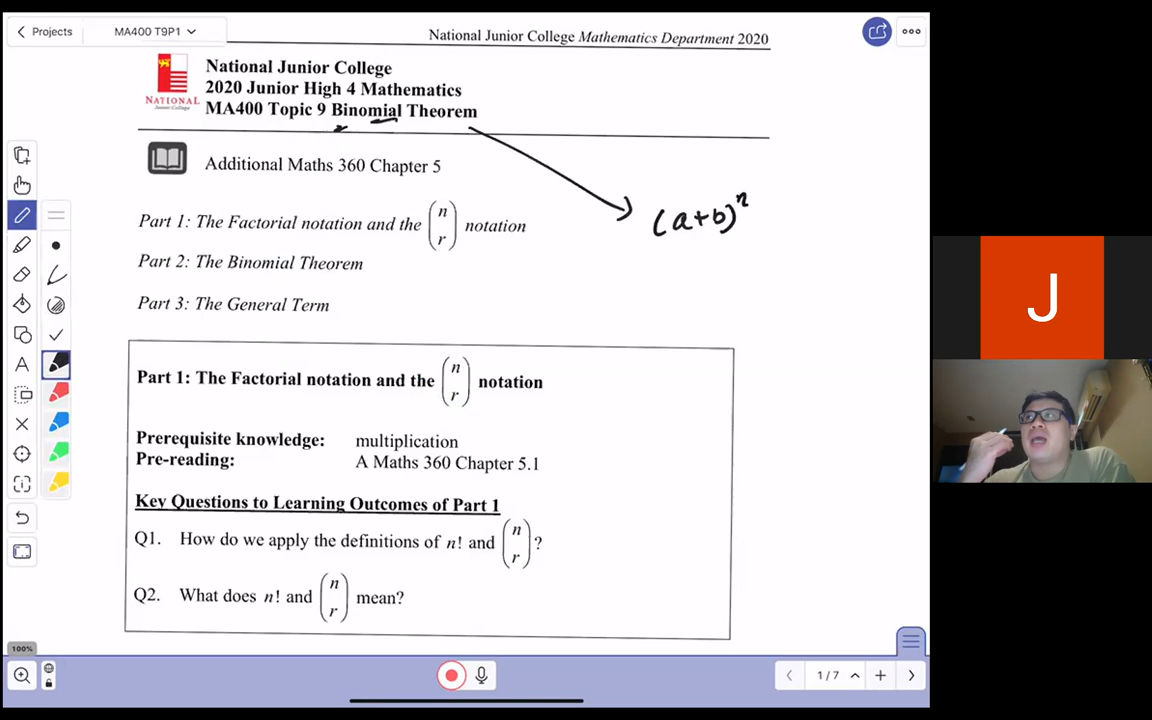 Projects
MA400 T9P1
National Junior College Mathematics Department 2020
NATIONAL
Junior College
National Junior College
2020 Junior High 4 Mathematics
MA400 Topic 9 Binomial Theorem
Additional Maths 360 Chapter 5
(a+b)^n
Part 1: The Factorial notation and the (n r) notation
Part 2: The Binomial Theorem
Part 3: The General Term
Part 1: The Factorial notation and the (n r) notation
Prerequisite knowledge: multiplication
Pre-reading: A Maths 360 Chapter 5.1
Key Questions to Learning Outcomes of Part 1
Q1. How do we apply the definitions of n! and (n r)?
Q2. What does n! and (n r) mean?
A
J
100%
1/7